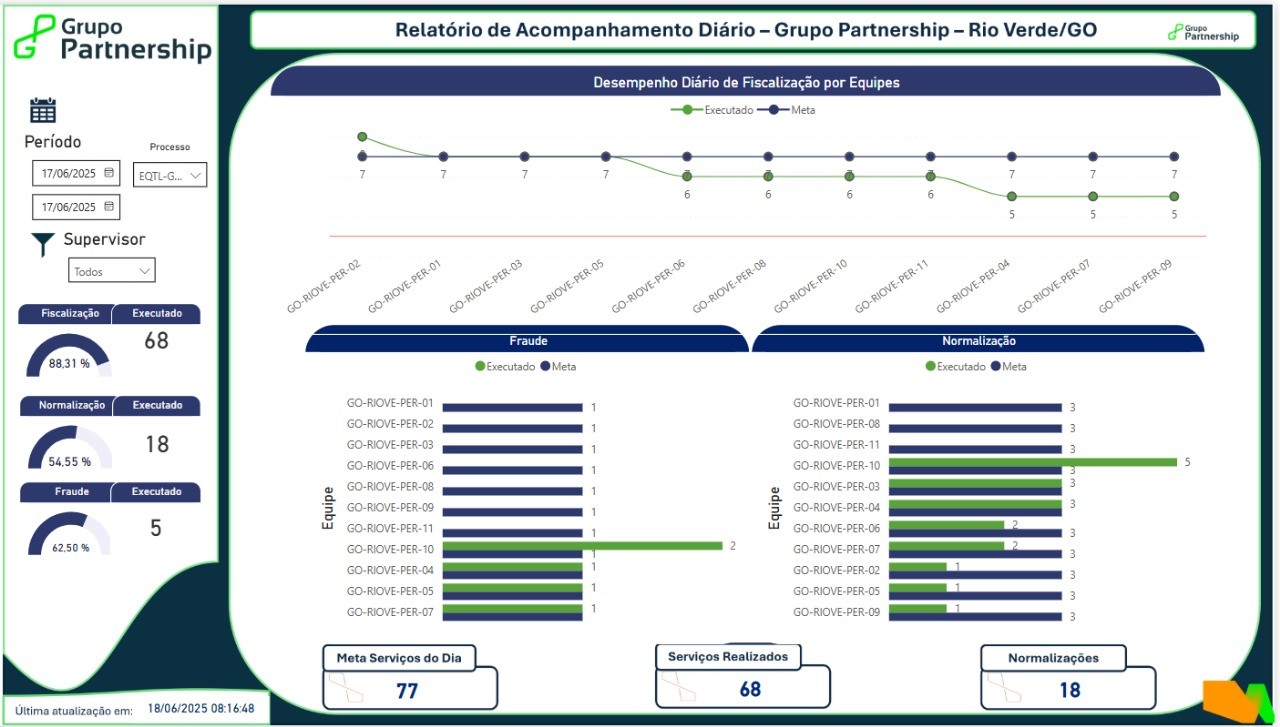 Grupo
Partnership
Relatório de Acompanhamento Diário – Grupo Partnership – Rio Verde/GO
Grupo
Partnership
Período
Processo
17/06/2025
EQTL-G...
17/06/2025
Supervisor
Todos
Fiscalização
Executado
88,31 %
68
Normalização
Executado
54,55 %
18
Fraude
Executado
62,50 %
5
Última atualização em:
18/06/2025 08:16:48
Desempenho Diário de Fiscalização por Equipes
Executado
Meta
7 7 7 7 7 7 7 7 7 7 7
6 6 6 6
5 5 5
GO-RIOVE-PER-02
GO-RIOVE-PER-01
GO-RIOVE-PER-03
GO-RIOVE-PER-05
GO-RIOVE-PER-06
GO-RIOVE-PER-08
GO-RIOVE-PER-10
GO-RIOVE-PER-11
GO-RIOVE-PER-04
GO-RIOVE-PER-07
GO-RIOVE-PER-09
Fraude
Executado
Meta
Equipe
GO-RIOVE-PER-01 1
GO-RIOVE-PER-02 1
GO-RIOVE-PER-03 1
GO-RIOVE-PER-06 1
GO-RIOVE-PER-08 1
GO-RIOVE-PER-09 1
GO-RIOVE-PER-11 1
GO-RIOVE-PER-10 2
1
GO-RIOVE-PER-04 1
GO-RIOVE-PER-05 1
GO-RIOVE-PER-07 1
Normalização
Executado
Meta
Equipe
GO-RIOVE-PER-01 3
GO-RIOVE-PER-08 3
GO-RIOVE-PER-11 3
GO-RIOVE-PER-10 5
3
GO-RIOVE-PER-03 3
GO-RIOVE-PER-04 3
GO-RIOVE-PER-06 2
3
GO-RIOVE-PER-07 2
3
GO-RIOVE-PER-02 1
3
GO-RIOVE-PER-05 1
3
GO-RIOVE-PER-09 1
3
Meta Serviços do Dia
77
Serviços Realizados
68
Normalizações
18